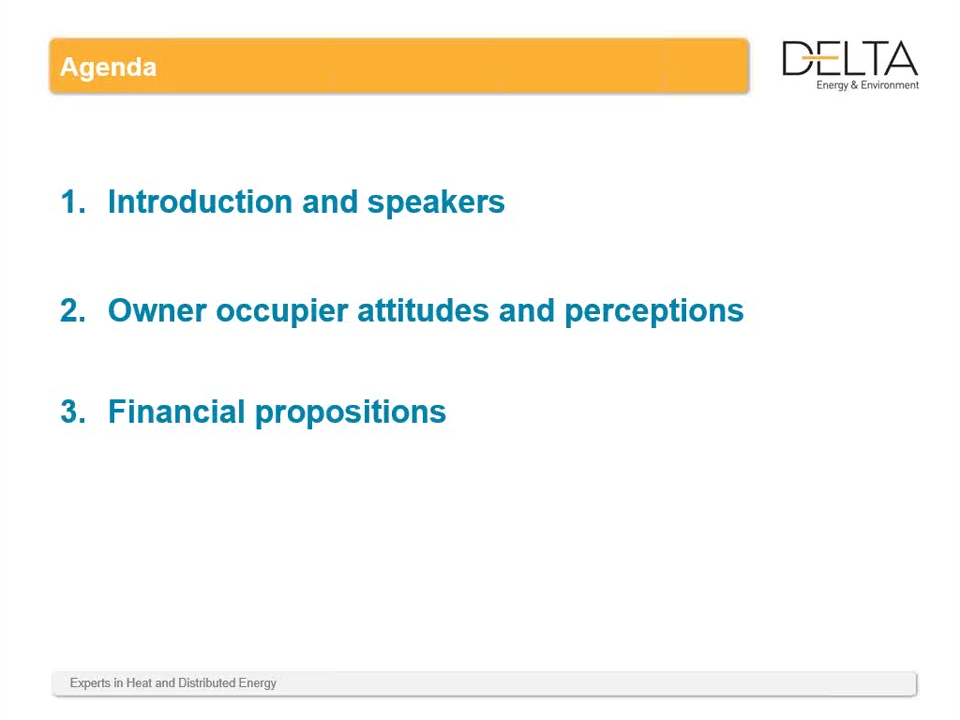 Agenda
DELTA
Energy & Environment
1. Introduction and speakers
2. Owner occupier attitudes and perceptions
3. Financial propositions
Experts in Heat and Distributed Energy